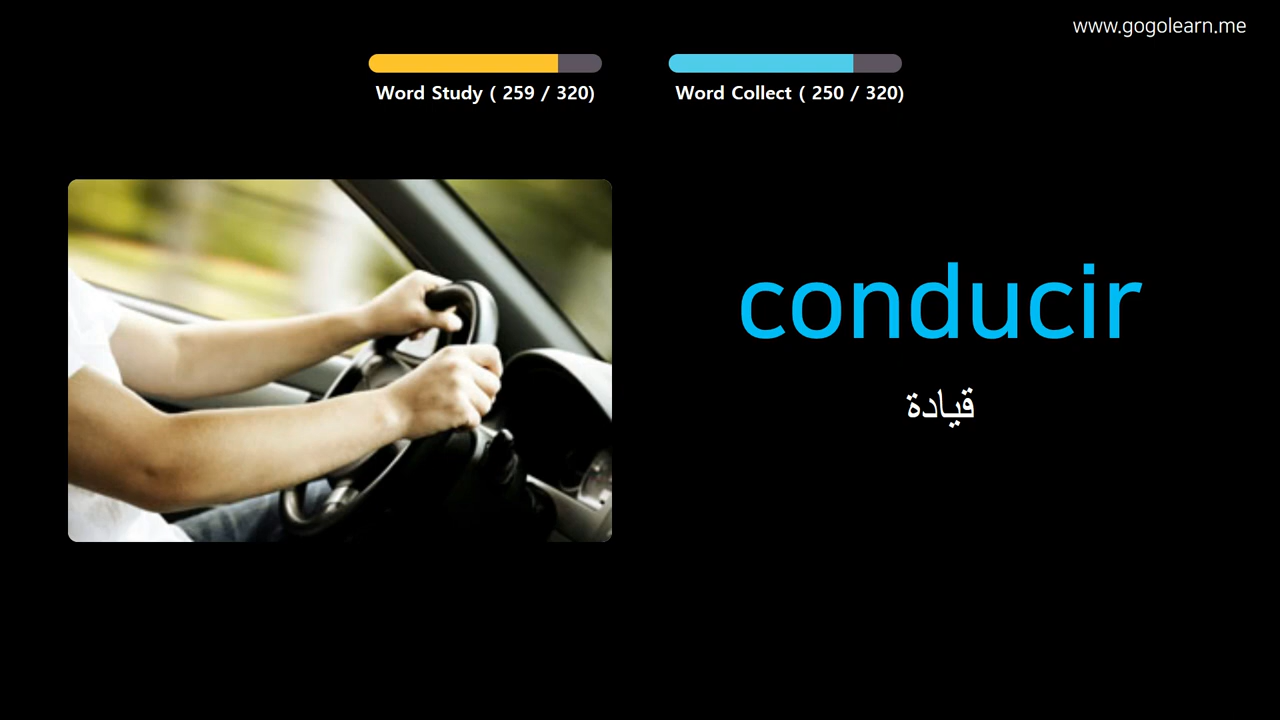 www.gogolearn.me
Word Study ( 259 / 320)
Word Collect ( 250 / 320)
conducir
قيادة